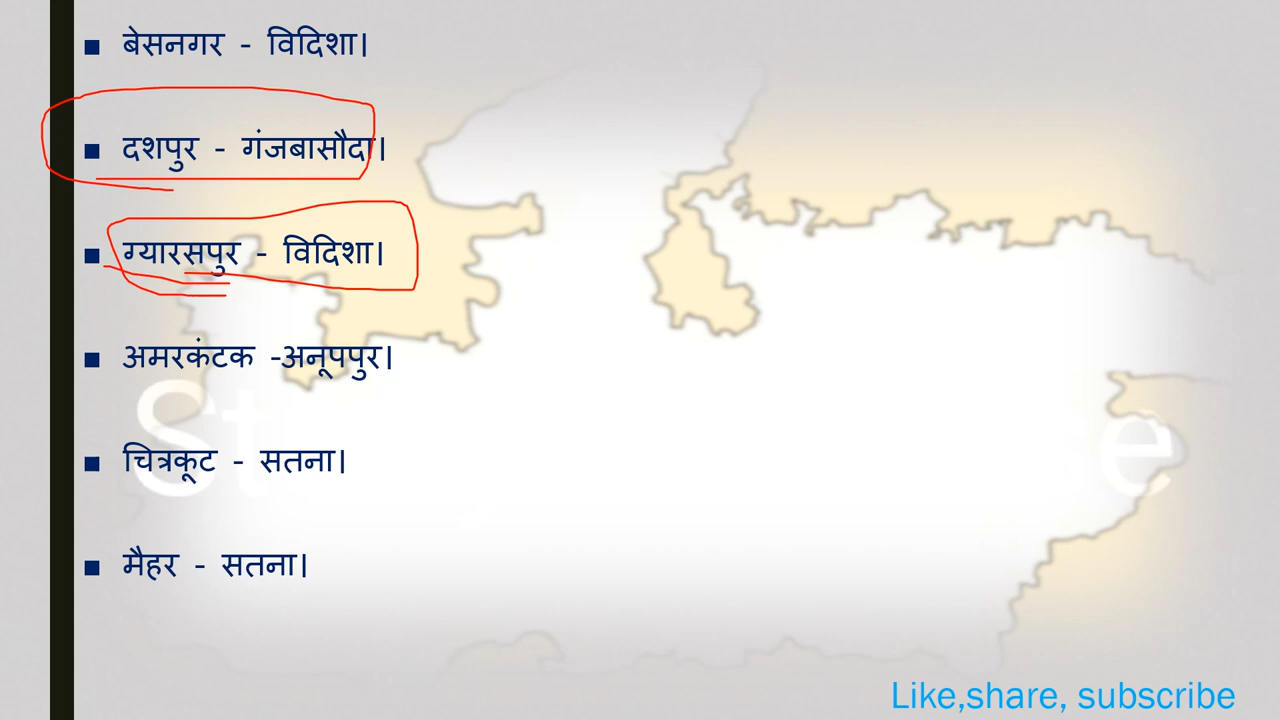 बेसनगर - विदिशा।
दशपुर - गंजबासौदा।
ग्यारसपुर - विदिशा।
अमरकंटक -अनूपपुर।
चित्रकूट - सतना।
मैहर - सतना।
Like,share, subscribe